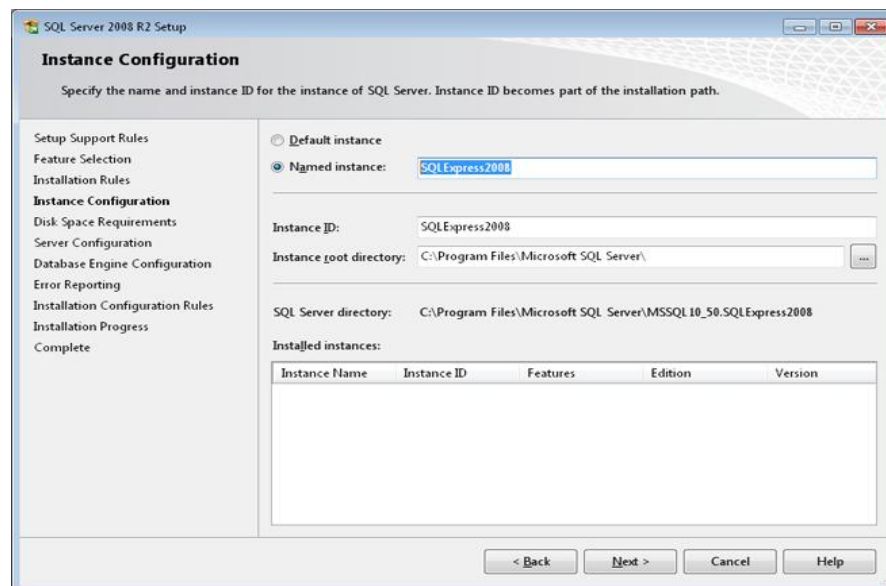 SQL Server 2008 R2 Setup
Instance Configuration
Specify the name and instance ID for the instance of SQL Server. Instance ID becomes part of the installation path.
Setup Support Rules
Feature Selection
Installation Rules
Instance Configuration
Disk Space Requirements
Server Configuration
Database Engine Configuration
Error Reporting
Installation Configuration Rules
Installation Progress
Complete
Default instance
Named instance: SQLExpress2008
Instance ID: SQLExpress2008
Instance root directory: C:\Program Files\Microsoft SQL Server\ ...
SQL Server directory: C:\Program Files\Microsoft SQL Server\MSSQL10_50.SQLExpress2008
Installed instances:
Instance Name Instance ID Features Edition Version
< Back Next > Cancel Help